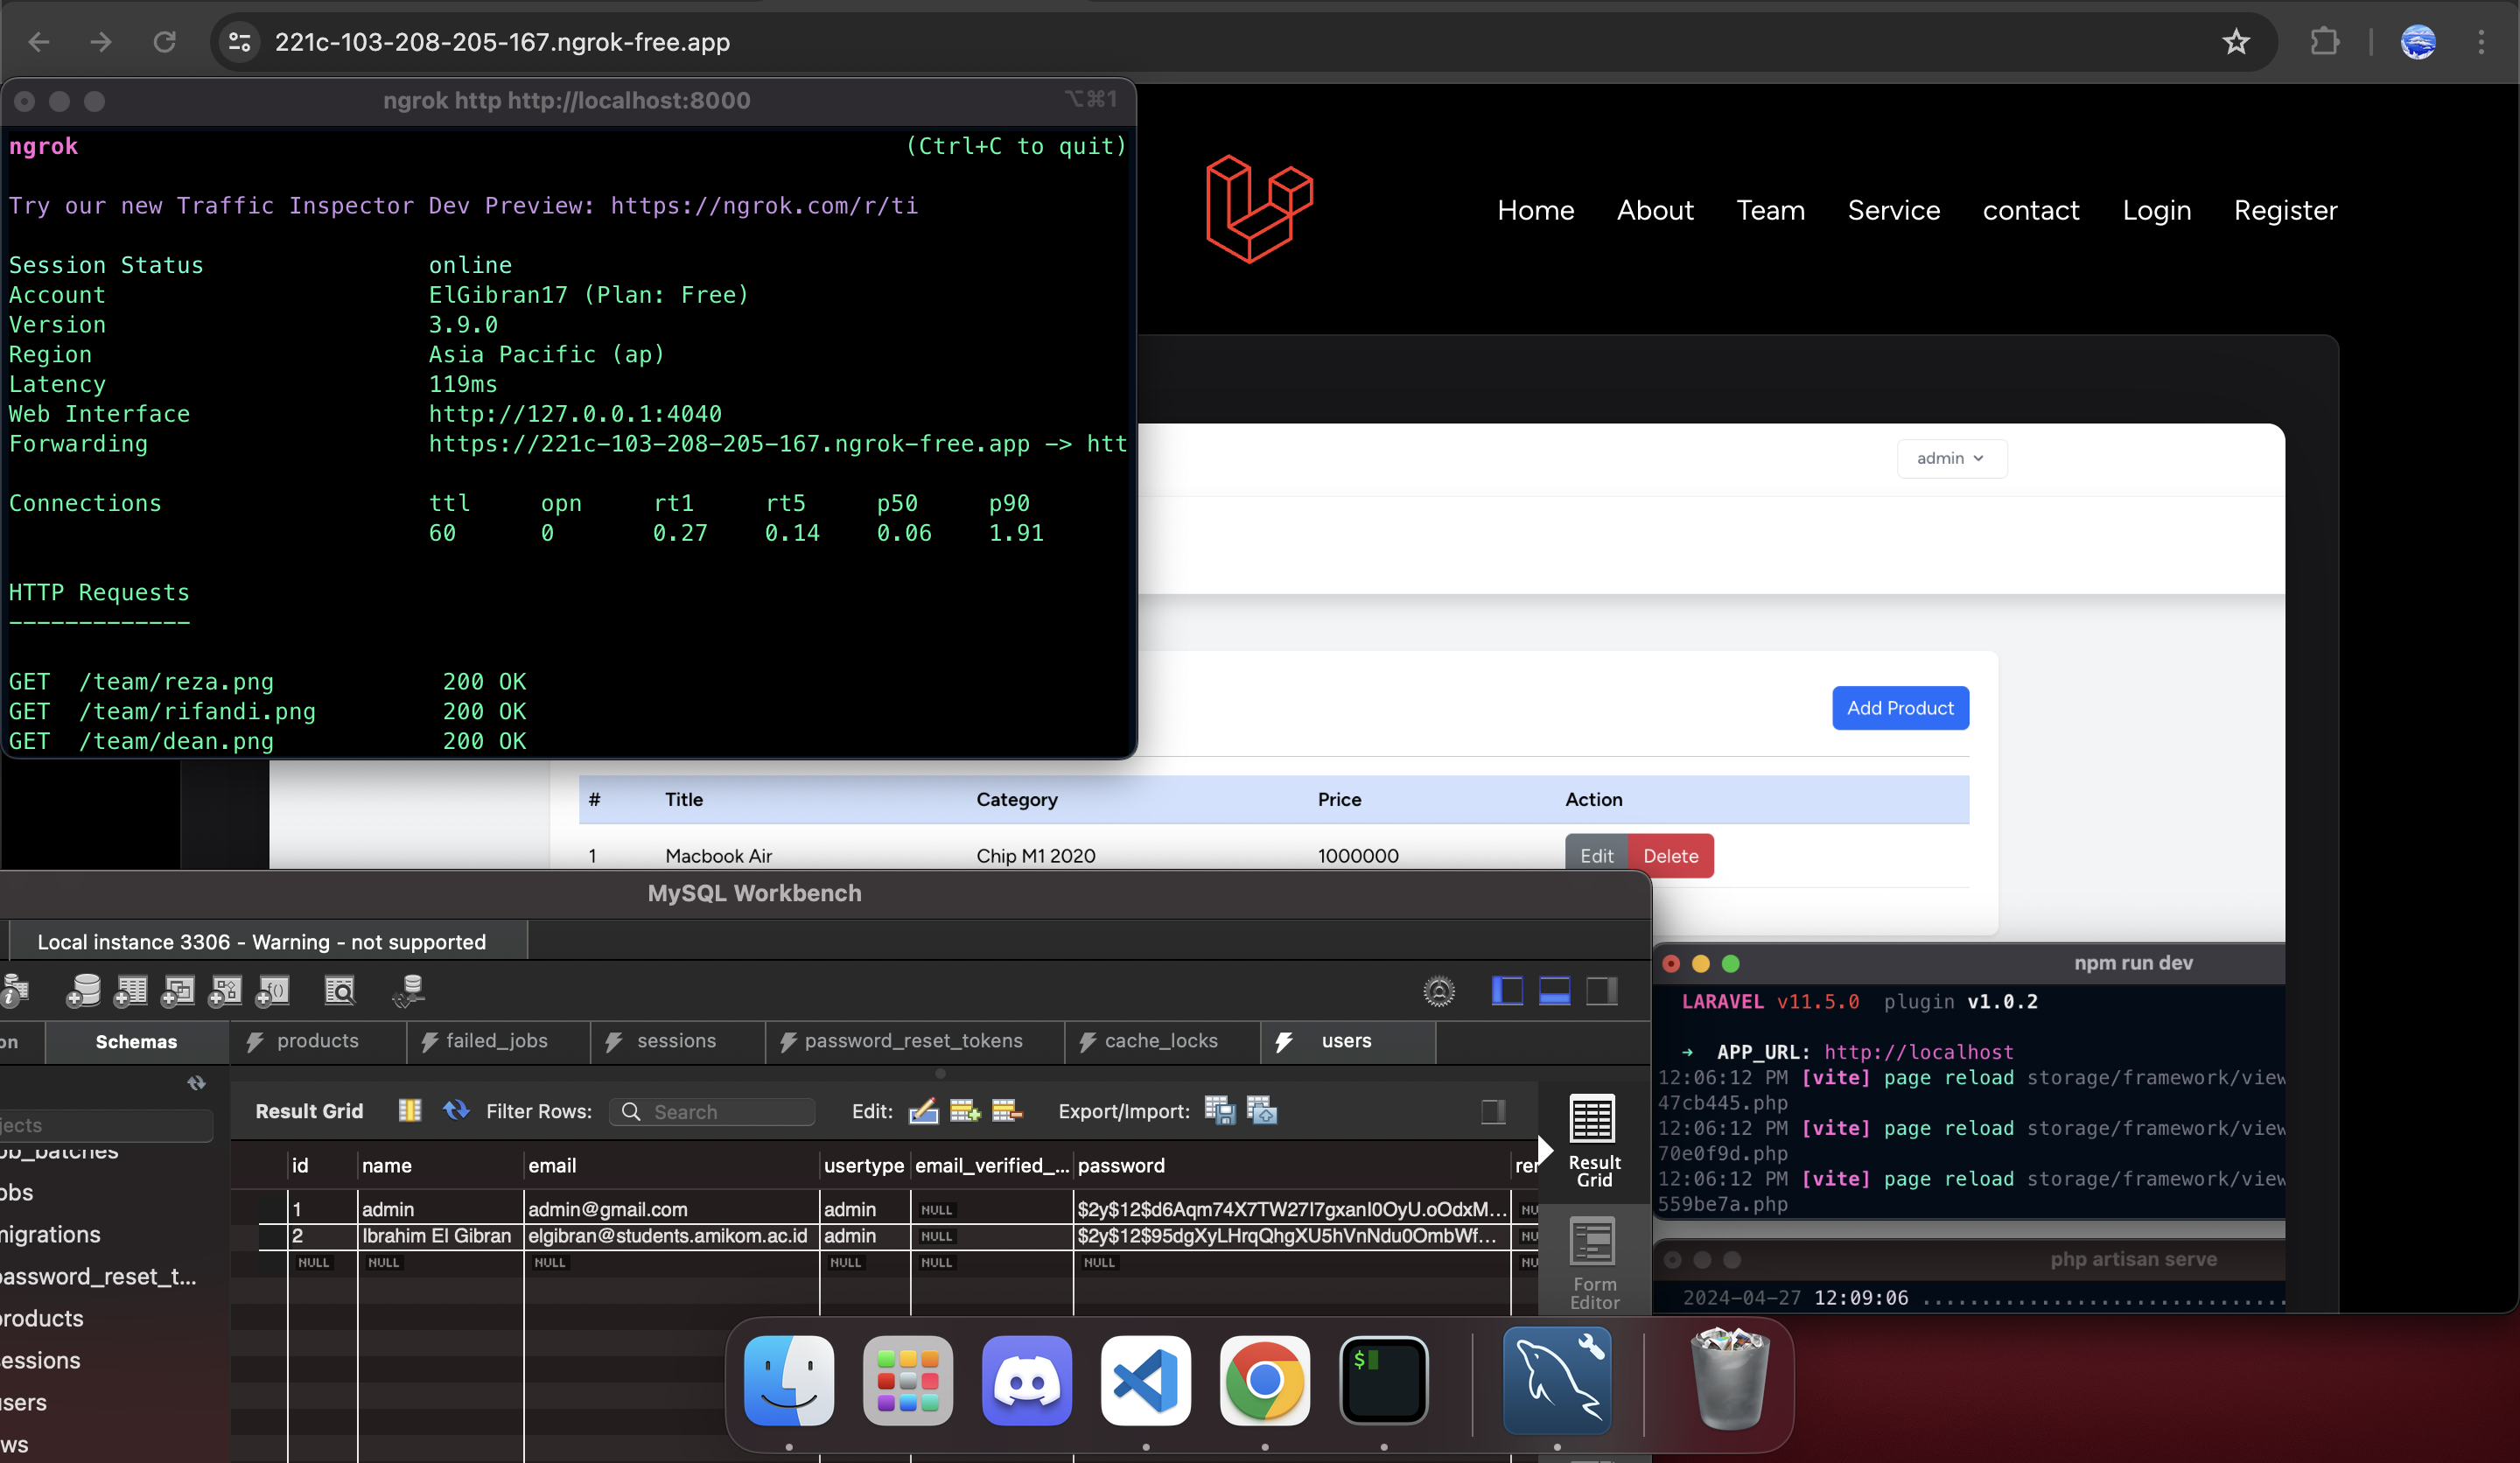 221c-103-208-205-167.ngrok-free.app
ngrok http http://localhost:8000
⌥⌘1
ngrok (Ctrl+C to quit)
Try our new Traffic Inspector Dev Preview: https://ngrok.com/r/ti
Session Status online
Account ElGibran17 (Plan: Free)
Version 3.9.0
Region Asia Pacific (ap)
Latency 119ms
Web Interface http://127.0.0.1:4040
Forwarding https://221c-103-208-205-167.ngrok-free.app -> htt
Connections ttl opn rt1 rt5 p50 p90
60 0 0.27 0.14 0.06 1.91
HTTP Requests
-------------
GET /team/reza.png 200 OK
GET /team/rifandi.png 200 OK
GET /team/dean.png 200 OK
Home About Team Service contact Login Register
admin
Add Product
# Title Category Price Action
1 Macbook Air Chip M1 2020 1000000 Edit Delete
MySQL Workbench
Local instance 3306 - Warning - not supported
on Schemas products failed_jobs sessions password_reset_tokens cache_locks users
jects
ob_batches
obs
migrations
password_reset_t...
products
sessions
users
ws
Result Grid Filter Rows: Search Edit: Export/Import:
id name email usertype email_verified_... password rer
1 admin admin@gmail.com admin NULL $2y$12$d6Aqm74X7TW27I7gxanI0OyU.oOdxM... NU
2 Ibrahim El Gibran elgibran@students.amikom.ac.id admin NULL $2y$12$95dgXyLHrqQhgXU5hVnNdu0OmbWf... NU
NULL NULL NULL NULL NULL NULL NU
Result
Grid
Form
Editor
npm run dev
LARAVEL v11.5.0 plugin v1.0.2
➜ APP_URL: http://localhost
12:06:12 PM [vite] page reload storage/framework/view
47cb445.php
12:06:12 PM [vite] page reload storage/framework/view
70e0f9d.php
12:06:12 PM [vite] page reload storage/framework/view
559be7a.php
php artisan serve
2024-04-27 12:09:06 ...............................
$